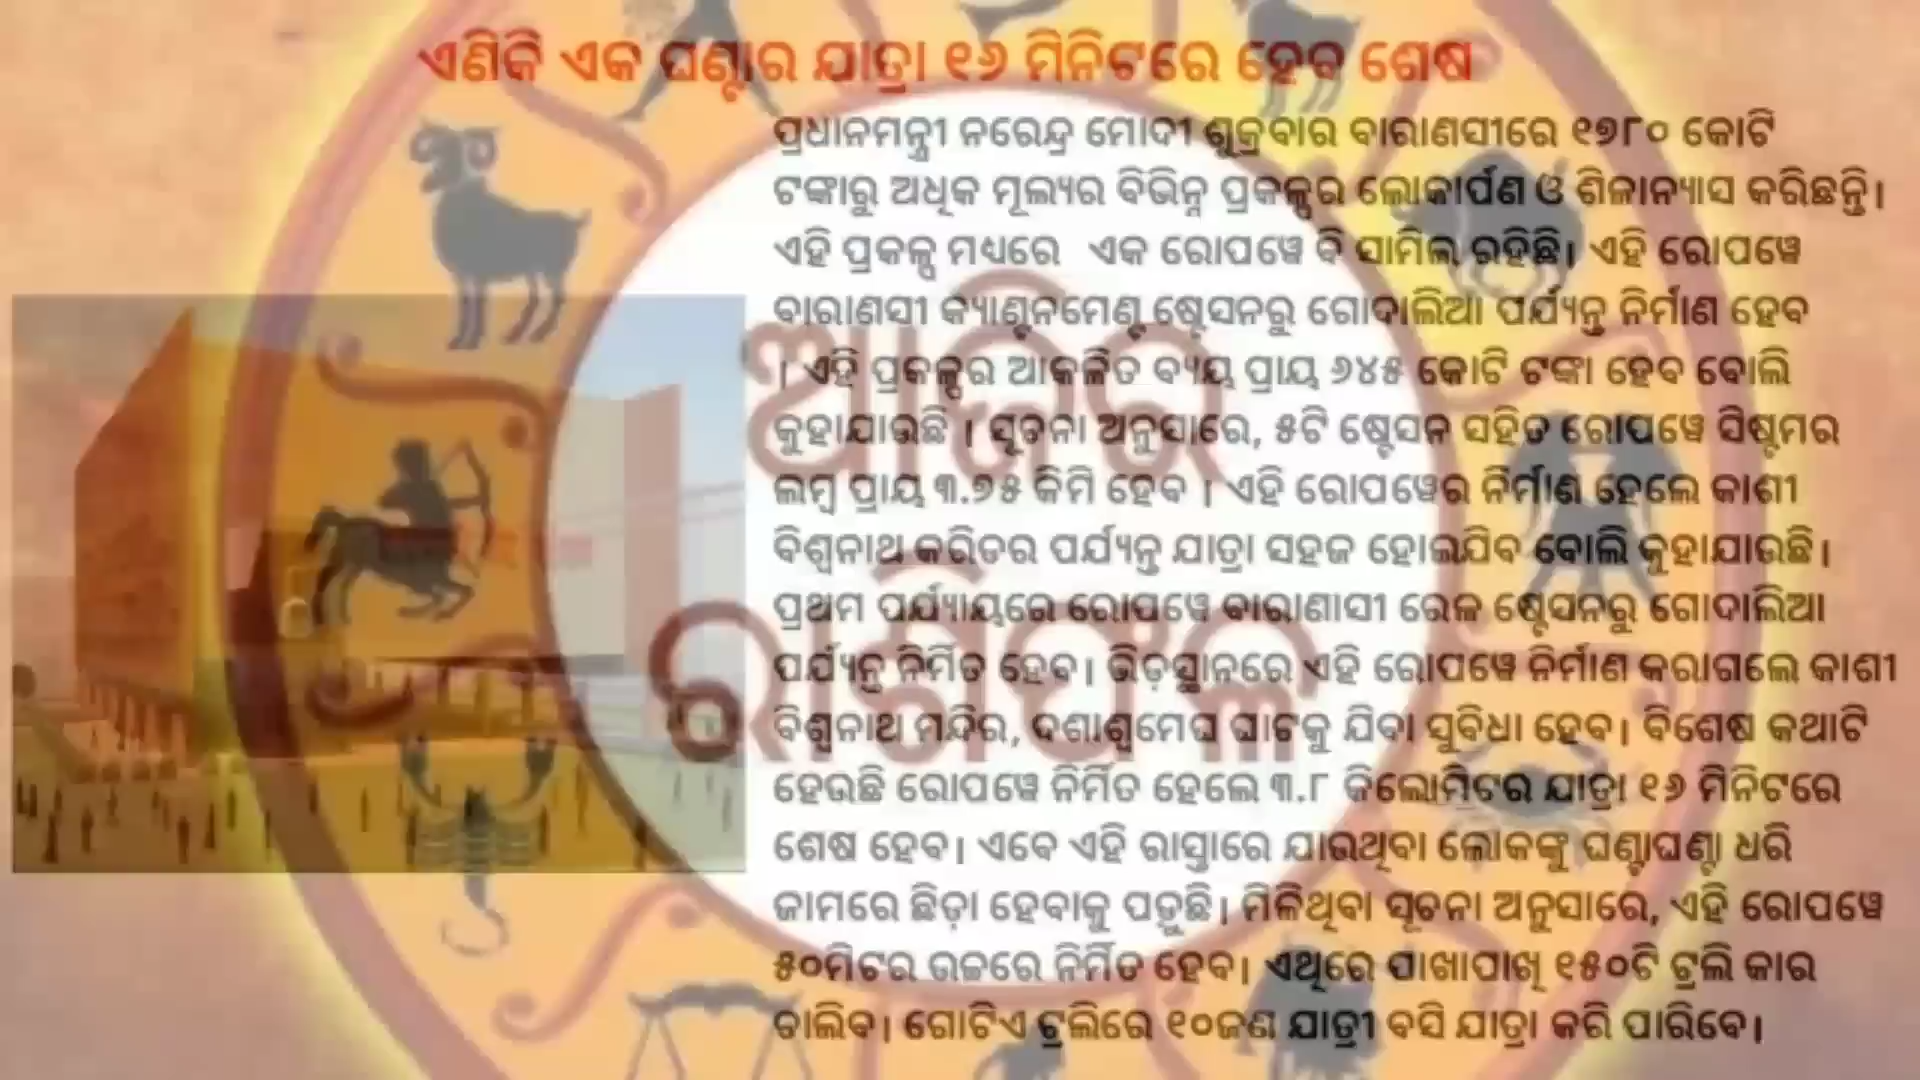 ଏଣିକି ଏକ ଘଣ୍ଟାର ଯାତ୍ରା ୧୬ ମିନିଟରେ ହେବ ଶେଷ
ପ୍ରଧାନମନ୍ତ୍ରୀ ନରେନ୍ଦ୍ର ମୋଦୀ ଶୁକ୍ରବାର ବାରାଣସୀରେ ୧୭୮୦ କୋଟି
ଟଙ୍କାରୁ ଅଧିକ ମୂଲ୍ୟର ବିଭିନ୍ନ ପ୍ରକଳ୍ପର ଲୋକାର୍ପଣ ଓ ଶିଳାନ୍ୟାସ କରିଛନ୍ତି।
ଏହି ପ୍ରକଳ୍ପ ମଧ୍ୟରେ ଏକ ରୋପୱେ ବି ସାମିଲ ରହିଛି। ଏହି ରୋପୱେ
ବାରାଣସୀ କ୍ୟାଣ୍ଟନମେଣ୍ଟ ଷ୍ଟେସନରୁ ଗୋଦାଲିଆ ପର୍ଯ୍ୟନ୍ତ ନିର୍ମାଣ ହେବ
। ଏହି ପ୍ରକଳ୍ପର ଆକଳିତ ବ୍ୟୟ ପ୍ରାୟ ୬୪୫ କୋଟି ଟଙ୍କା ହେବ ବୋଲି
କୁହାଯାଉଛି । ସୂଚନା ଅନୁସାରେ, ୫ଟି ଷ୍ଟେସନ ସହିତ ରୋପୱେ ସିଷ୍ଟମର
ଲମ୍ବ ପ୍ରାୟ ୩.୭୫ କିମି ହେବ । ଏହି ରୋପୱେର ନିର୍ମାଣ ହେଲେ କାଶୀ
ବିଶ୍ୱନାଥ କରିଡର ପର୍ଯ୍ୟନ୍ତ ଯାତ୍ରା ସହଜ ହୋଇଯିବ ବୋଲି କୁହାଯାଉଛି।
ପ୍ରଥମ ପର୍ଯ୍ୟାୟରେ ରୋପୱେ ବାରାଣାସୀ ରେଳ ଷ୍ଟେସନରୁ ଗୋଦାଲିଆ
ପର୍ଯ୍ୟନ୍ତ ନିର୍ମିତ ହେବ। ଭିଡ଼ସ୍ଥାନରେ ଏହି ରୋପୱେ ନିର୍ମାଣ କରାଗଲେ କାଶୀ
ବିଶ୍ୱନାଥ ମନ୍ଦିର, ଦଶାଶ୍ୱମେଘ ଘାଟକୁ ଯିବା ସୁବିଧା ହେବ। ବିଶେଷ କଥାଟି
ହେଉଛି ରୋପୱେ ନିର୍ମିତ ହେଲେ ୩.୮ କିଲୋମିଟର ଯାତ୍ରା ୧୬ ମିନିଟରେ
ଶେଷ ହେବ। ଏବେ ଏହି ରାସ୍ତାରେ ଯାଉଥିବା ଲୋକଙ୍କୁ ଘଣ୍ଟାଘଣ୍ଟା ଧରି
ଜାମରେ ଛିଡ଼ା ହେବାକୁ ପଡ଼ୁଛି। ମିଳିଥିବା ସୂଚନା ଅନୁସାରେ, ଏହି ରୋପୱେ
୫୦ମିଟର ଉଚ୍ଚରେ ନିର୍ମିତ ହେବ। ଏଥିରେ ପାଖାପାଖି ୧୫୦ଟି ଟ୍ରଲି କାର
ଚାଲିବ। ଗୋଟିଏ ଟ୍ରଲିରେ ୧୦ଜଣ ଯାତ୍ରୀ ବସି ଯାତ୍ରା କରି ପାରିବେ।
ଆଜିର
ରାଶିଫଳ